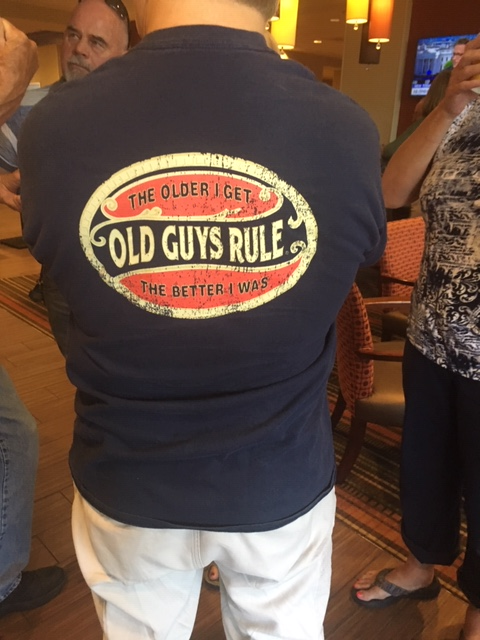 THE OLDER I GET
OLD GUYS RULE
THE BETTER I WAS